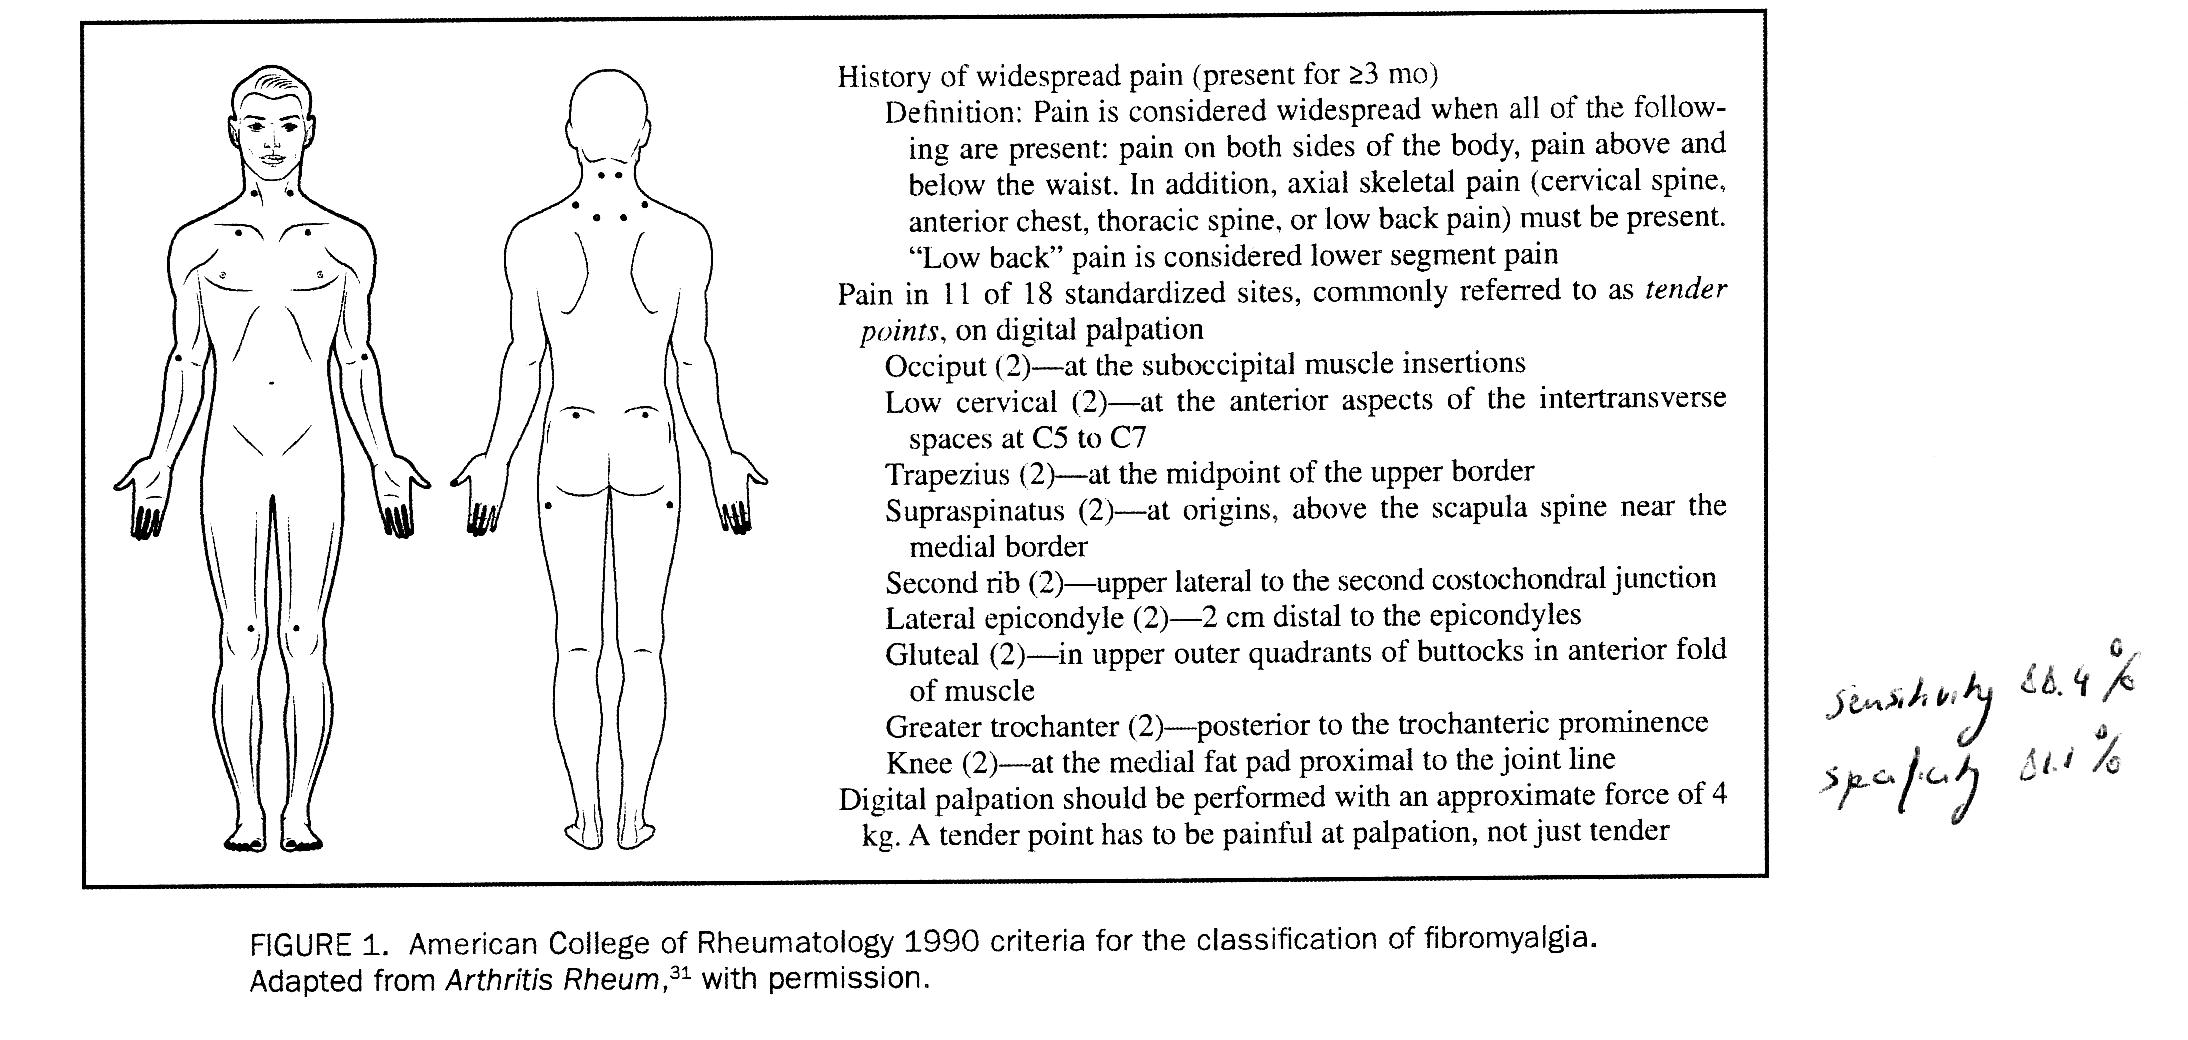 History of widespread pain (present for ≥3 mo)
Definition: Pain is considered widespread when all of the follow-
ing are present: pain on both sides of the body, pain above and
below the waist. In addition, axial skeletal pain (cervical spine,
anterior chest, thoracic spine, or low back pain) must be present.
“Low back” pain is considered lower segment pain
Pain in 11 of 18 standardized sites, commonly referred to as tender
points, on digital palpation
Occiput (2)—at the suboccipital muscle insertions
Low cervical (2)—at the anterior aspects of the intertransverse
spaces at C5 to C7
Trapezius (2)—at the midpoint of the upper border
Supraspinatus (2)—at origins, above the scapula spine near the
medial border
Second rib (2)—upper lateral to the second costochondral junction
Lateral epicondyle (2)—2 cm distal to the epicondyles
Gluteal (2)—in upper outer quadrants of buttocks in anterior fold
of muscle
Greater trochanter (2)—posterior to the trochanteric prominence
Knee (2)—at the medial fat pad proximal to the joint line
Digital palpation should be performed with an approximate force of 4
kg. A tender point has to be painful at palpation, not just tender
sensitivity 88.4%
specificity 81.1%
FIGURE 1. American College of Rheumatology 1990 criteria for the classification of fibromyalgia.
Adapted from Arthritis Rheum,³¹ with permission.